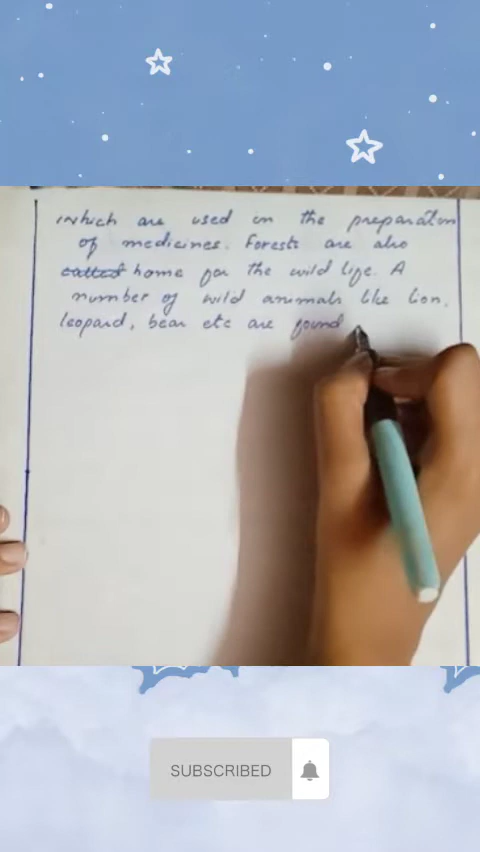 which are used in the preparation
of medicines. Forests are also
called home for the wild life. A
number of wild animals like lion,
leopard, bear etc are found
SUBSCRIBED